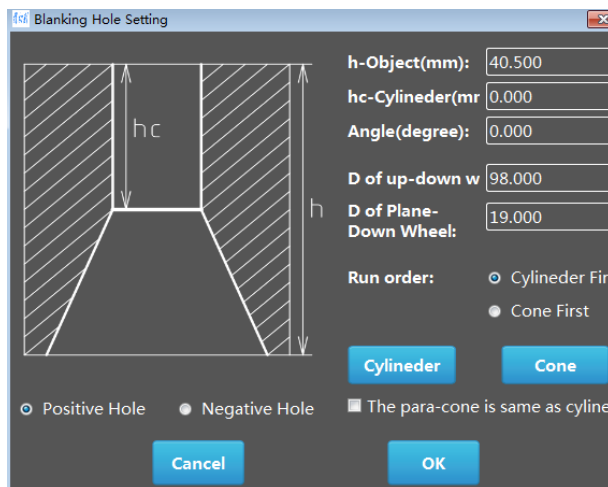 Blanking Hole Setting
h-Object(mm): 40.500
hc-Cylineder(mr 0.000
Angle(degree): 0.000
D of up-down w 98.000
D of Plane-
Down Wheel: 19.000
hc
h
Run order: Cylineder Fir
Cone First
Cylineder Cone
Positive Hole Negative Hole The para-cone is same as cyline
Cancel OK